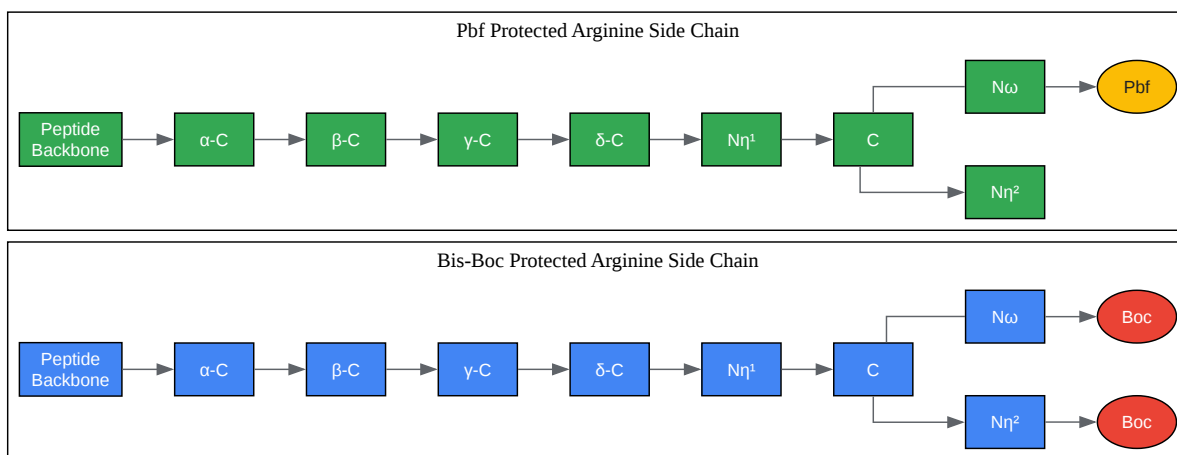 Pbf Protected Arginine Side Chain
Nω
Pbf
Peptide
Backbone
α-C
β-C
γ-C
δ-C
Nη¹
C
Nη²
Bis-Boc Protected Arginine Side Chain
Nω
Boc
Peptide
Backbone
α-C
β-C
γ-C
δ-C
Nη¹
C
Nη²
Boc